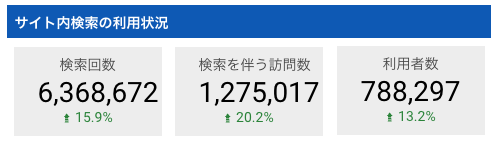 サイト内検索の利用状況
検索回数
6,368,672
15.9%
検索を伴う訪問数
1,275,017
20.2%
利用者数
788,297
13.2%